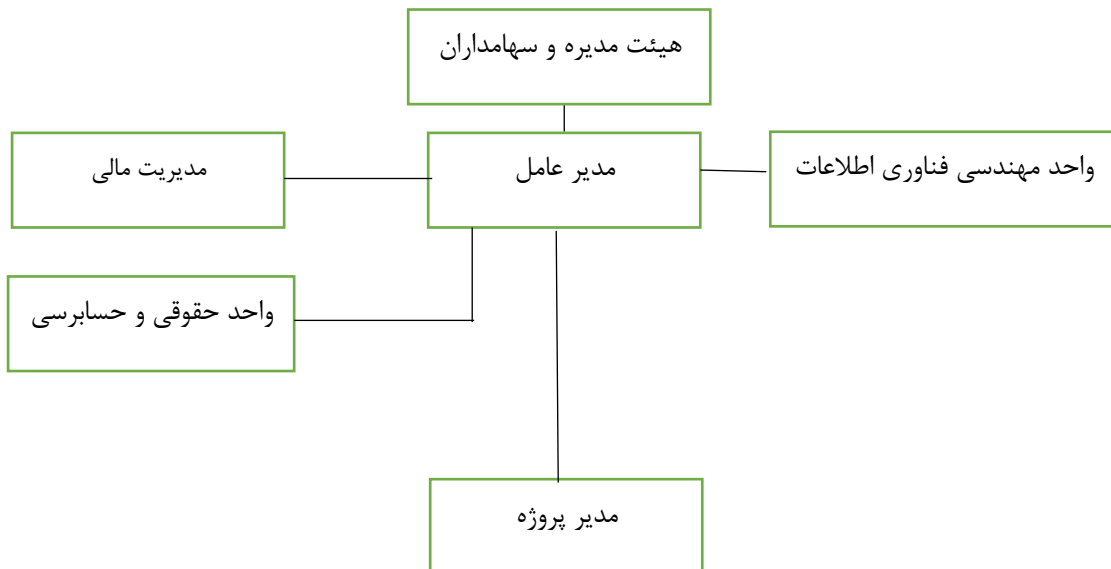 هیئت مدیره و سهامداران
واحد مهندسی فناوری اطلاعات
مدیر عامل
مدیریت مالی
واحد حقوقی و حسابرسی
مدیر پروژه